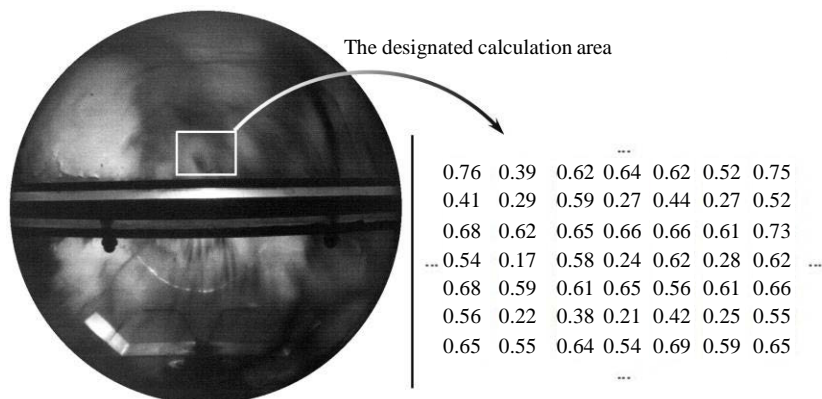 The designated calculation area
...
0.76 0.39 0.62 0.64 0.62 0.52 0.75
0.41 0.29 0.59 0.27 0.44 0.27 0.52
0.68 0.62 0.65 0.66 0.66 0.61 0.73
... 0.54 0.17 0.58 0.24 0.62 0.28 0.62 ...
0.68 0.59 0.61 0.65 0.56 0.61 0.66
0.56 0.22 0.38 0.21 0.42 0.25 0.55
0.65 0.55 0.64 0.54 0.69 0.59 0.65
...